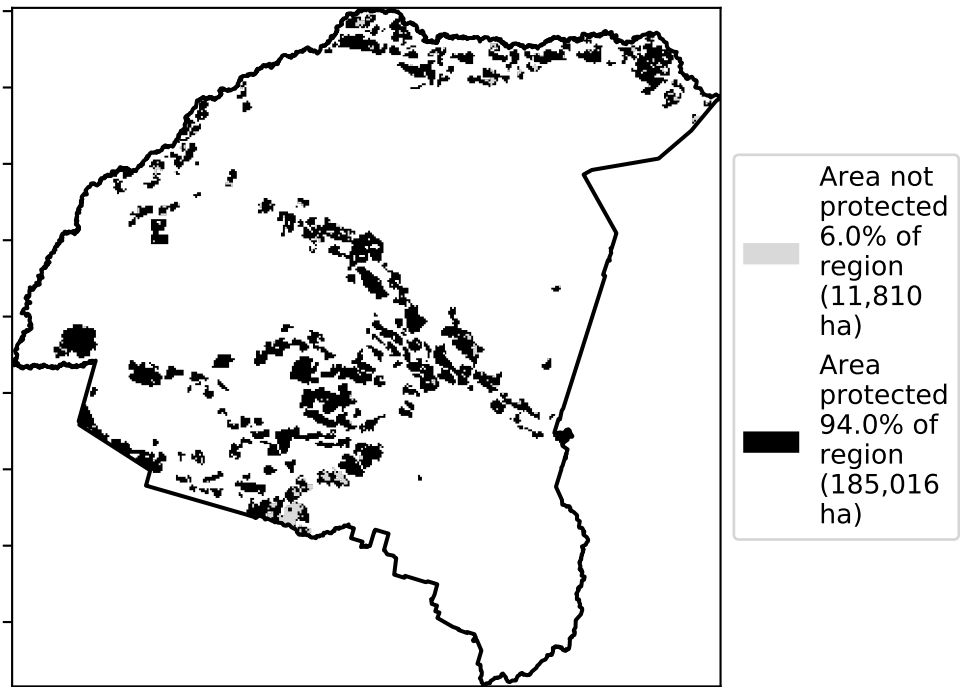 Area not
protected
6.0% of
region
(11,810
ha)
Area
protected
94.0% of
region
(185,016
ha)